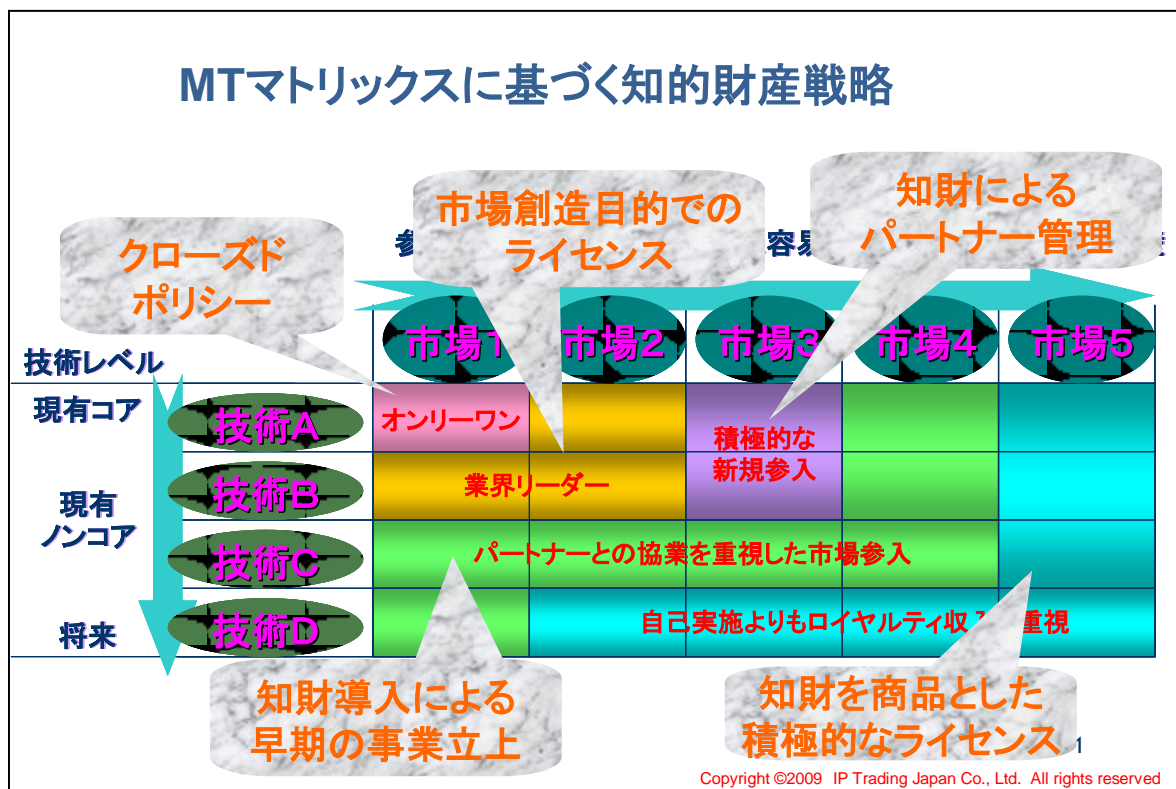 MTマトリックスに基づく知的財産戦略
市場創造目的での
ライセンス
知財による
パートナー管理
クローズド
ポリシー
参
容易
市場1
市場2
市場3
市場4
市場5
技術レベル
現有コア
技術A
オンリーワン
積極的な
新規参入
現有
ノンコア
技術B
業界リーダー
技術C
パートナーとの協業を重視した市場参入
将来
技術D
自己実施よりもロイヤルティ収 重視
知財導入による
早期の事業立上
知財を商品とした
積極的なライセンス
1
Copyright ©2009 IP Trading Japan Co., Ltd. All rights reserved